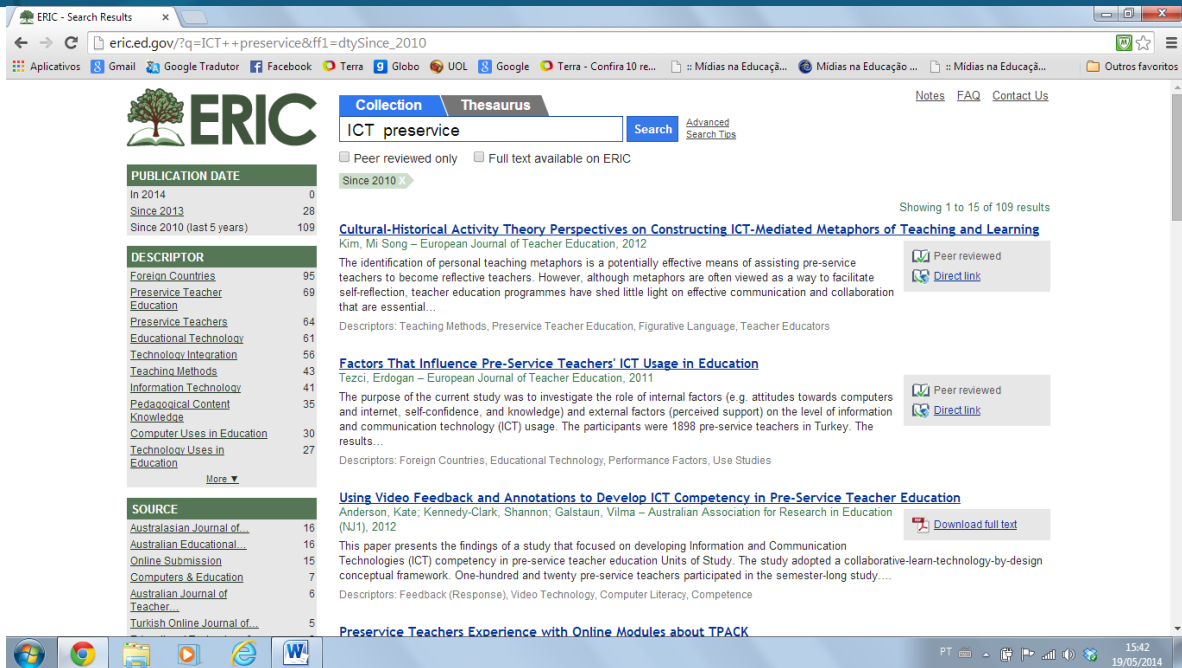 ERIC - Search Results
eric.ed.gov/?q=ICT++preservice&ff1=dtySince_2010
Aplicativos Gmail Google Tradutor Facebook Terra Globo UOL Google Terra - Confira 10 re... :: Mídias na Educaçã... Mídias na Educação ... :: Mídias na Educaçã... Outros favoritos
ERIC
Collection Thesaurus
Notes FAQ Contact Us
ICT preservice
Search
Advanced
Search Tips
Peer reviewed only Full text available on ERIC
Since 2010 x
Showing 1 to 15 of 109 results
PUBLICATION DATE
In 2014 0
Since 2013 28
Since 2010 (last 5 years) 109
DESCRIPTOR
Foreign Countries 95
Preservice Teacher 69
Education
Preservice Teachers 64
Educational Technology 61
Technology Integration 56
Teaching Methods 43
Information Technology 41
Pedagogical Content 35
Knowledge
Computer Uses in Education 30
Technology Uses in 27
Education
More ▼
SOURCE
Australasian Journal of... 16
Australian Educational... 16
Online Submission 15
Computers & Education 7
Australian Journal of 6
Teacher...
Turkish Online Journal of... 5
Cultural-Historical Activity Theory Perspectives on Constructing ICT-Mediated Metaphors of Teaching and Learning
Kim, Mi Song – European Journal of Teacher Education, 2012
The identification of personal teaching metaphors is a potentially effective means of assisting pre-service
teachers to become reflective teachers. However, although metaphors are often viewed as a way to facilitate
self-reflection, teacher education programmes have shed little light on effective communication and collaboration
that are essential…
Descriptors: Teaching Methods, Preservice Teacher Education, Figurative Language, Teacher Educators
Peer reviewed
Direct link
Factors That Influence Pre-Service Teachers' ICT Usage in Education
Tezci, Erdogan – European Journal of Teacher Education, 2011
The purpose of the current study was to investigate the role of internal factors (e.g. attitudes towards computers
and internet, self-confidence, and knowledge) and external factors (perceived support) on the level of information
and communication technology (ICT) usage. The participants were 1898 pre-service teachers in Turkey. The
results…
Descriptors: Foreign Countries, Educational Technology, Performance Factors, Use Studies
Peer reviewed
Direct link
Using Video Feedback and Annotations to Develop ICT Competency in Pre-Service Teacher Education
Anderson, Kate; Kennedy-Clark, Shannon; Galstaun, Vilma – Australian Association for Research in Education
(NJ1), 2012
This paper presents the findings of a study that focused on developing Information and Communication
Technologies (ICT) competency in pre-service teacher education Units of Study. The study adopted a collaborative-learn-technology-by-design
conceptual framework. One-hundred and twenty pre-service teachers participated in the semester-long study.…
Descriptors: Feedback (Response), Video Technology, Computer Literacy, Competence
Download full text
Preservice Teachers Experience with Online Modules about TPACK
PT
15:42
19/05/2014